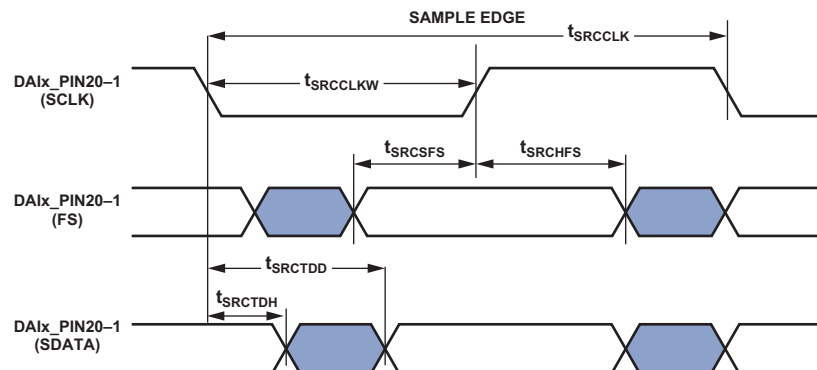 SAMPLE EDGE
tSRCCLK
DAIx_PIN20–1
(SCLK)
tSRCCLKW
tSRCSFS
tSRCHFS
DAIx_PIN20–1
(FS)
tSRCTDD
tSRCTDH
DAIx_PIN20–1
(SDATA)